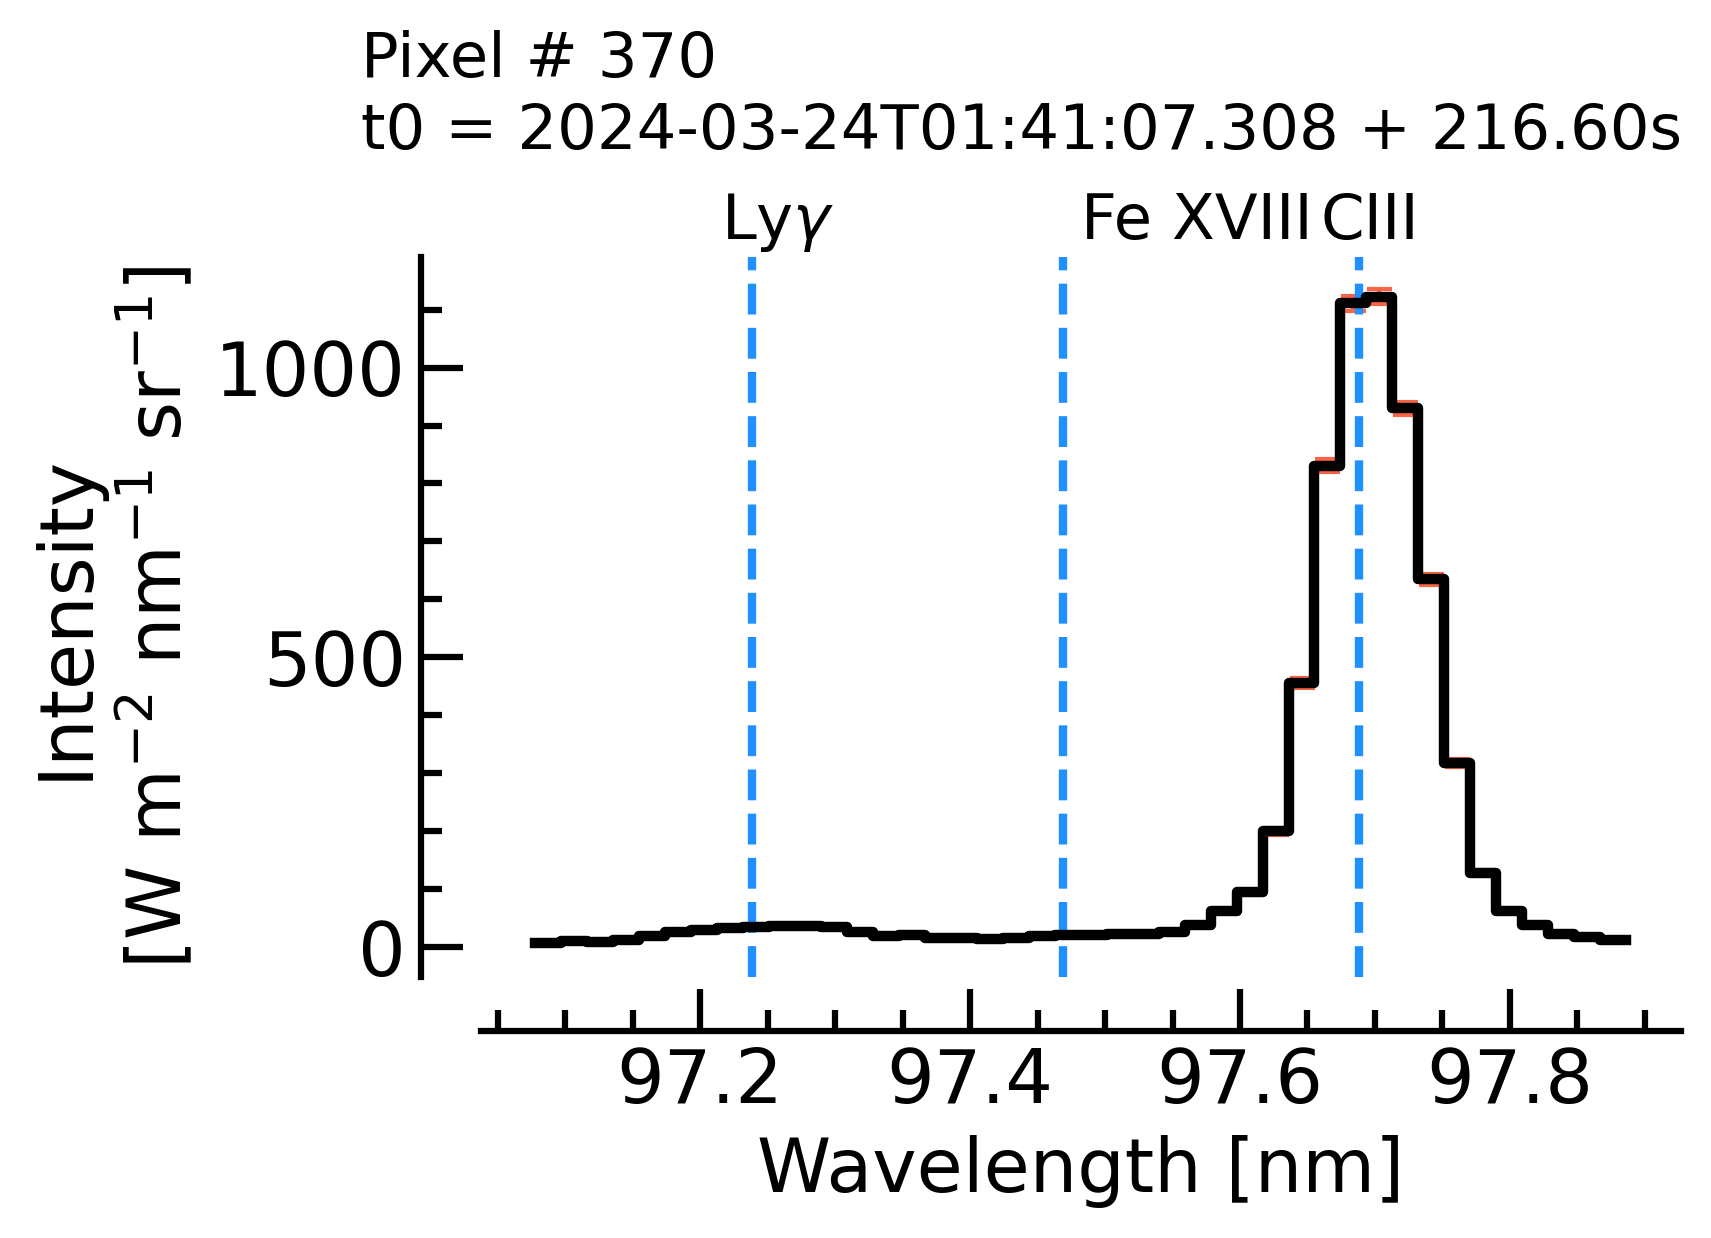 Pixel # 370
t0 = 2024-03-24T01:41:07.308 + 216.60s
Lyγ Fe XVIII CIII
Intensity
[W m⁻² nm⁻¹ sr⁻¹]
1000
500
0
97.2 97.4 97.6 97.8
Wavelength [nm]